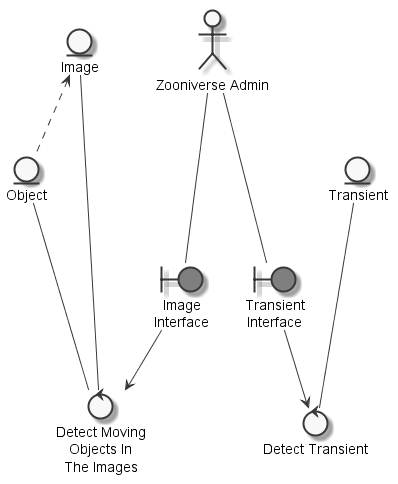 Image
Zooniverse Admin
Object
Transient
Image
Interface
Transient
Interface
Detect Moving
Objects In
The Images
Detect Transient